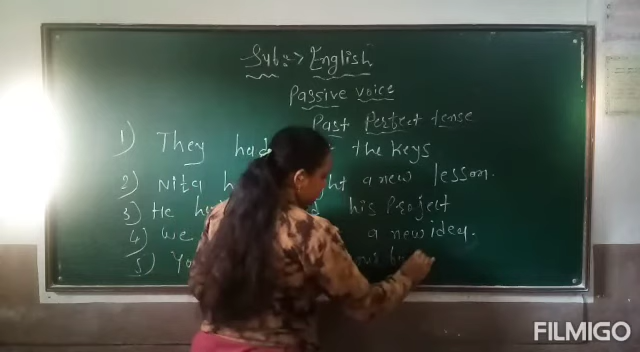 Sub:> English
Passive voice
Past Perfect tense
1) They had the keys
2) Nita a new lesson.
3) He his Project
4) We a new idea.
5)
FILMIGO